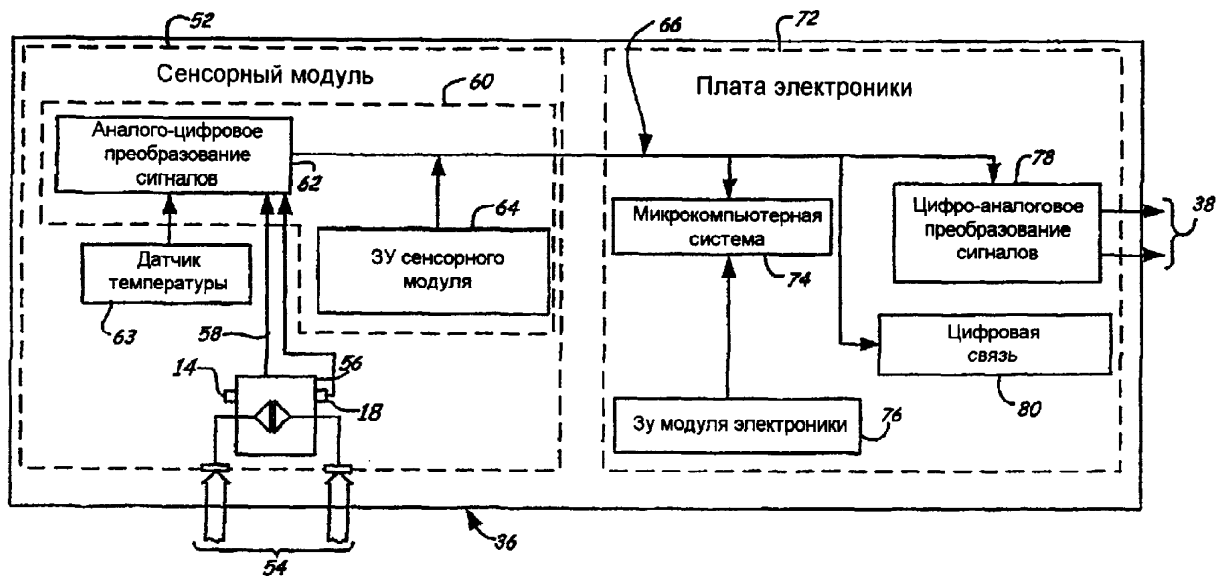 52
66
72
Сенсорный модуль
60
Плата электроники
Аналого-цифровое
преобразование
сигналов
62
78
64
Микрокомпьютерная
система
74
Цифро-аналоговое
преобразование
сигналов
38
Датчик
температуры
63
ЗУ сенсорного
модуля
58
Цифровая
связь
80
56
14
18
Зу модуля электроники
76
36
54